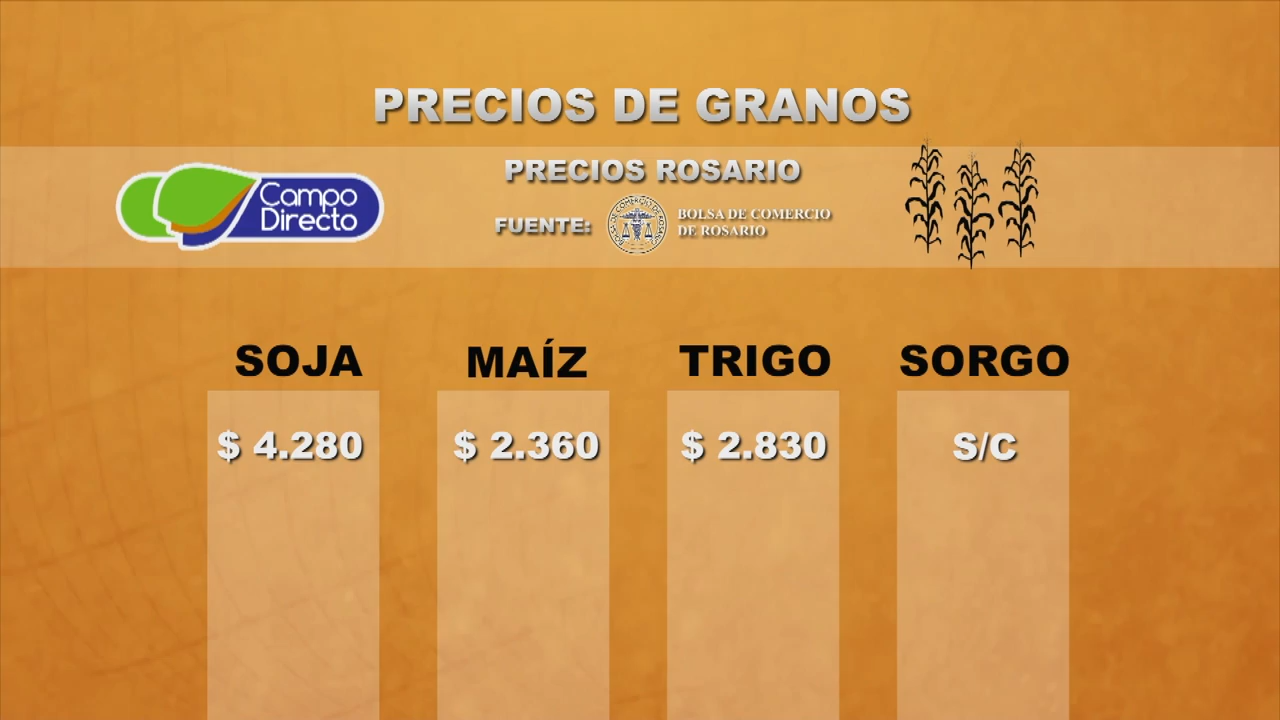 PRECIOS DE GRANOS
Campo
Directo
PRECIOS ROSARIO
FUENTE:
BOLSA DE COMERCIO
DE ROSARIO
SOJA
MAÍZ
TRIGO
SORGO
$ 4.280
$ 2.360
$ 2.830
S/C